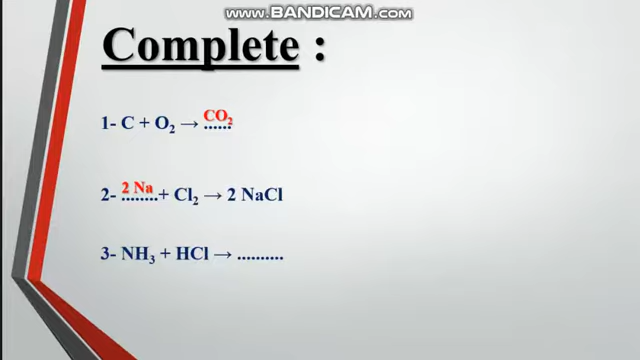 www.BANDICAM.com
Complete :
1- C + O₂ → CO₂ ......
2- 2 Na ........+ Cl₂ → 2 NaCl
3- NH₃ + HCl → ..........